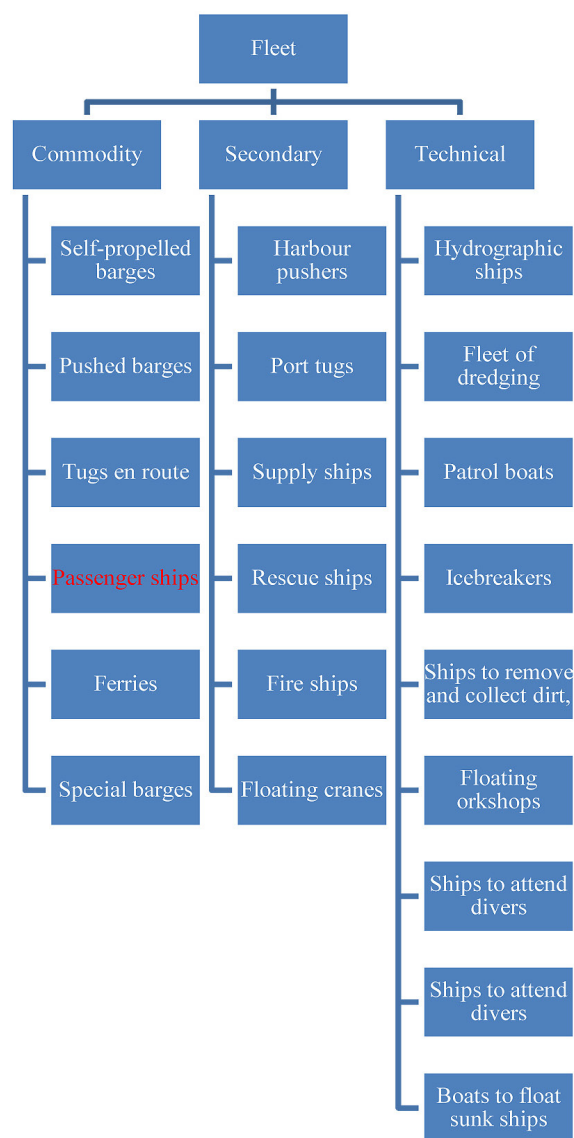 Fleet
Commodity
Secondary
Technical
Self-propelled
barges
Pushed barges
Tugs en route
Passenger ships
Ferries
Special barges
Harbour
pushers
Port tugs
Supply ships
Rescue ships
Fire ships
Floating cranes
Hydrographic
ships
Fleet of
dredging
Patrol boats
Icebreakers
Ships to remove
and collect dirt,
Floating
orkshops
Ships to attend
divers
Ships to attend
divers
Boats to float
sunk ships